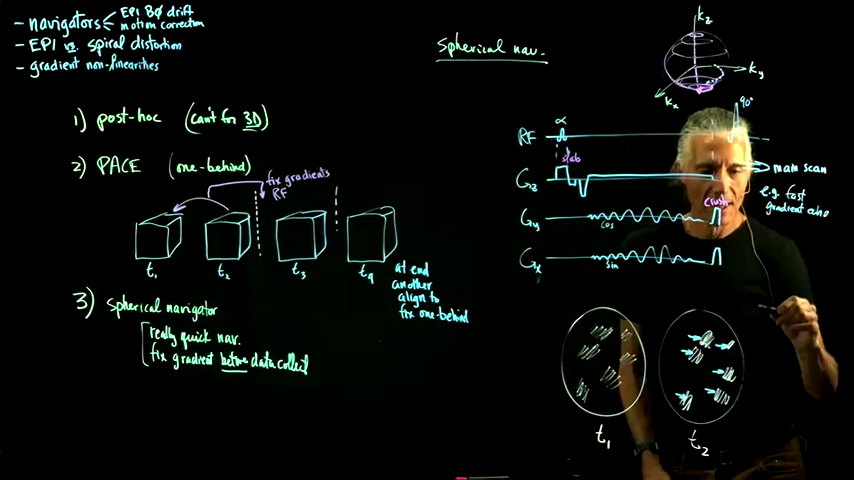 - navigators < EPI B0 drift
motion correction
- EPI vs. spiral distortion
- gradient non-linearities
1) post-hoc (can't for 3D)
2) PACE (one-behind)
fix gradients
RF
t1 t2 t3 t4
at end
another
align to
fix one-behind
3) spherical navigator
really quick nav.
fix gradient before data collect
Spherical nav.
kz
ky
kx
90°
α
RF
slab
main scan
Gz
e.g. fast
gradient echo
crush
Gy
cos
Gx
sin
t1 t2